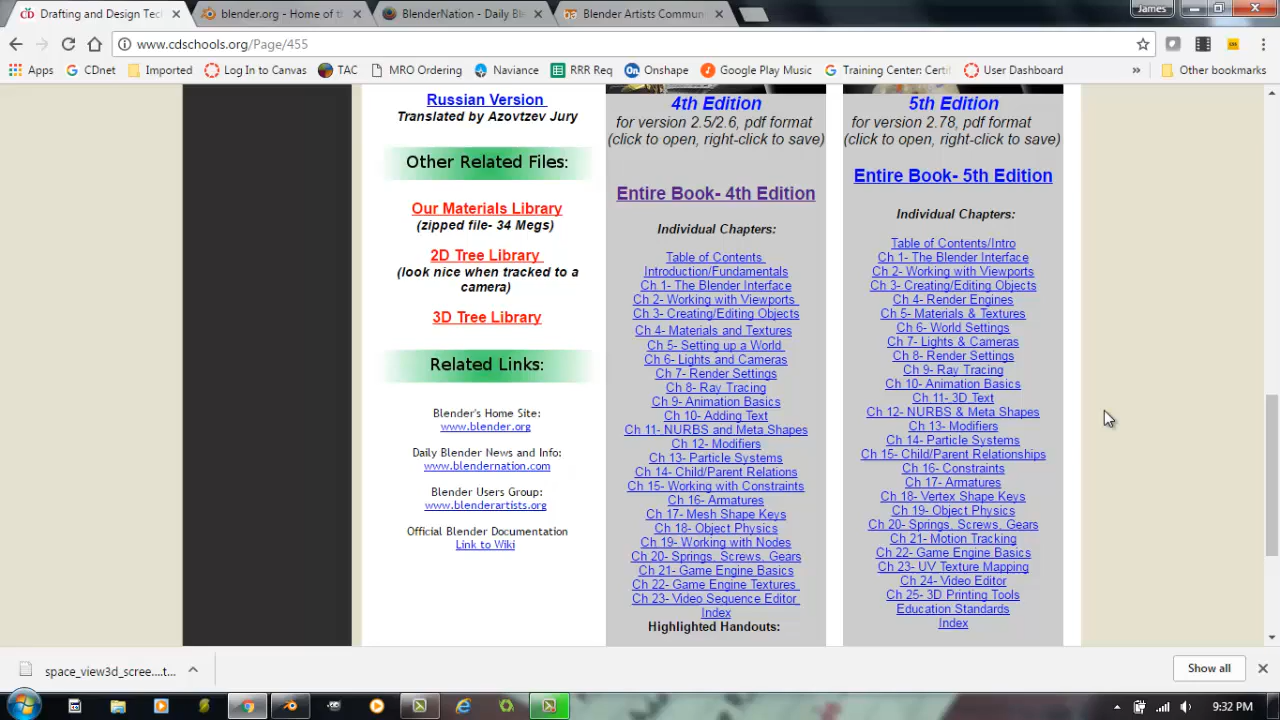 Drafting and Design Tec
blender.org - Home of t
BlenderNation - Daily Bl
Blender Artists Commun
James
www.cdschools.org/Page/455
Apps
CDnet
Imported
Log In to Canvas
TAC
MRO Ordering
Naviance
RRR Req
Onshape
Google Play Music
Training Center: Certi
User Dashboard
»
Other bookmarks
Russian Version
Translated by Azovtzev Jury
Other Related Files:
Our Materials Library
(zipped file- 34 Megs)
2D Tree Library
(look nice when tracked to a
camera)
3D Tree Library
Related Links:
Blender's Home Site:
www.blender.org
Daily Blender News and Info:
www.blendernation.com
Blender Users Group:
www.blenderartists.org
Official Blender Documentation
Link to Wiki
4th Edition
for version 2.5/2.6, pdf format
(click to open, right-click to save)
Entire Book- 4th Edition
Individual Chapters:
Table of Contents
Introduction/Fundamentals
Ch 1- The Blender Interface
Ch 2- Working with Viewports
Ch 3- Creating/Editing Objects
Ch 4- Materials and Textures
Ch 5- Setting up a World
Ch 6- Lights and Cameras
Ch 7- Render Settings
Ch 8- Ray Tracing
Ch 9- Animation Basics
Ch 10- Adding Text
Ch 11- NURBS and Meta Shapes
Ch 12- Modifiers
Ch 13- Particle Systems
Ch 14- Child/Parent Relations
Ch 15- Working with Constraints
Ch 16- Armatures
Ch 17- Mesh Shape Keys
Ch 18- Object Physics
Ch 19- Working with Nodes
Ch 20- Springs, Screws, Gears
Ch 21- Game Engine Basics
Ch 22- Game Engine Textures
Ch 23- Video Sequence Editor
Index
Highlighted Handouts:
5th Edition
for version 2.78, pdf format
(click to open, right-click to save)
Entire Book- 5th Edition
Individual Chapters:
Table of Contents/Intro
Ch 1- The Blender Interface
Ch 2- Working with Viewports
Ch 3- Creating/Editing Objects
Ch 4- Render Engines
Ch 5- Materials & Textures
Ch 6- World Settings
Ch 7- Lights & Cameras
Ch 8- Render Settings
Ch 9- Ray Tracing
Ch 10- Animation Basics
Ch 11- 3D Text
Ch 12- NURBS & Meta Shapes
Ch 13- Modifiers
Ch 14- Particle Systems
Ch 15- Child/Parent Relationships
Ch 16- Constraints
Ch 17- Armatures
Ch 18- Vertex Shape Keys
Ch 19- Object Physics
Ch 20- Springs, Screws, Gears
Ch 21- Motion Tracking
Ch 22- Game Engine Basics
Ch 23- UV Texture Mapping
Ch 24- Video Editor
Ch 25- 3D Printing Tools
Education Standards
Index
space_view3d_scree....t...
Show all
9:32 PM